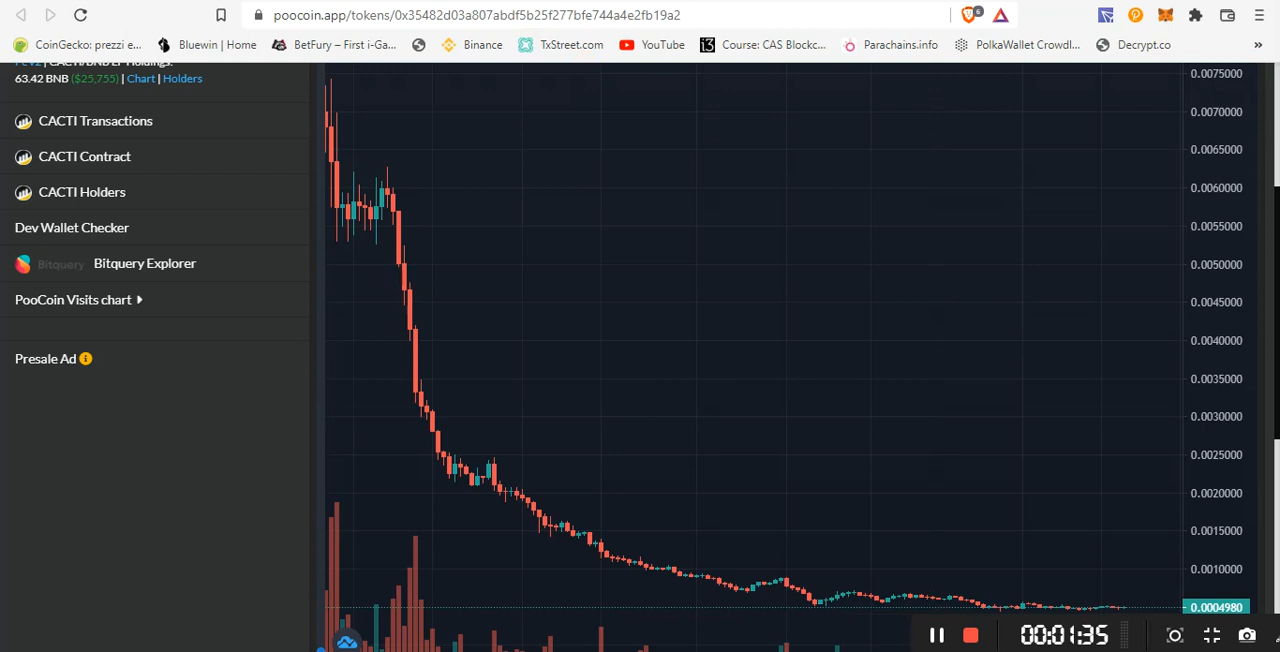 poocoin.app/tokens/0x35482d03a807abdf5b25f277bfe744a4e2fb19a2
6
CoinGecko: prezzi e...
Bluewin | Home
BetFury – First i-Ga...
Binance
TxStreet.com
YouTube
Course: CAS Blockc...
Parachains.info
PolkaWallet Crowdl...
Decrypt.co
»
63.42 BNB ($25,755) | Chart | Holders
CACTI Transactions
CACTI Contract
CACTI Holders
Dev Wallet Checker
Bitquery Bitquery Explorer
PooCoin Visits chart
Presale Ad
0.0075000
0.0070000
0.0065000
0.0060000
0.0055000
0.0050000
0.0045000
0.0040000
0.0035000
0.0030000
0.0025000
0.0020000
0.0015000
0.0010000
0.0004980
00:01:35